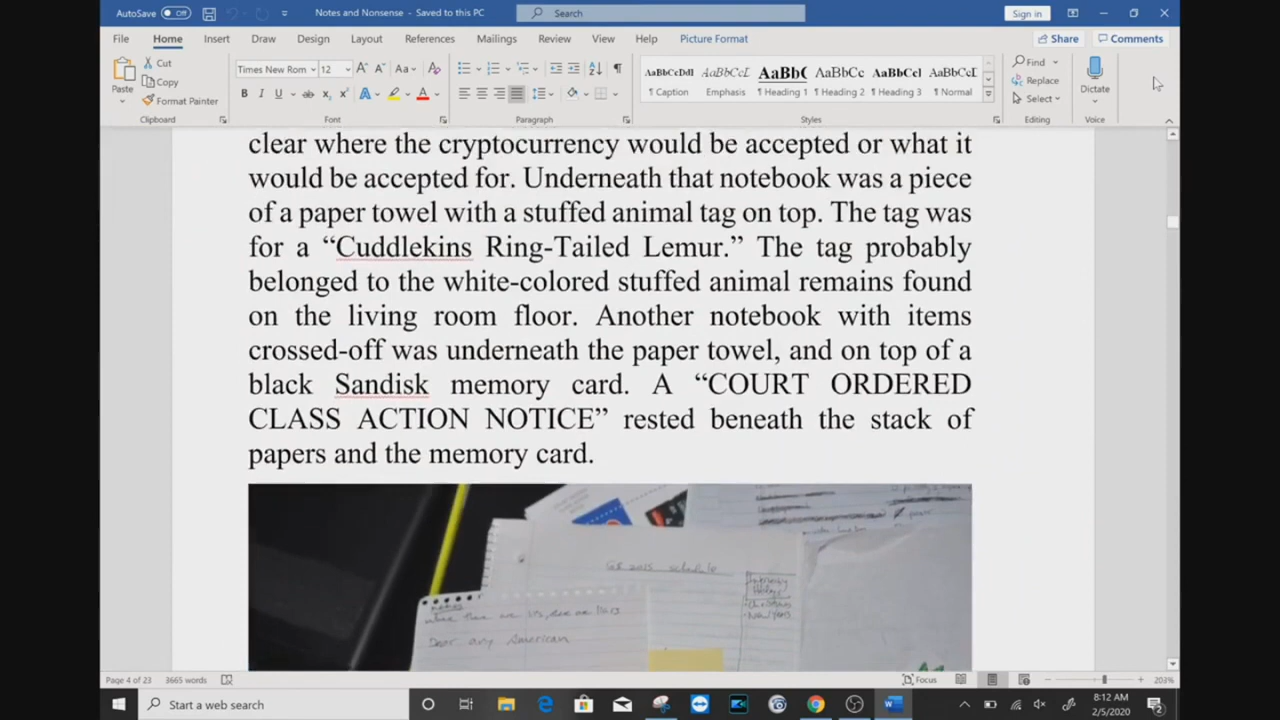 AutoSave Off Notes and Nonsense - Saved to this PC Search Sign in
File Home Insert Draw Design Layout References Mailings Review View Help Picture Format Share Comments
Paste Cut Copy Format Painter
Times New Rom 12
AaBbCcDdI AaBbCcL AaBbC AaBbCc AaBbCcl AaBbCcL
¶ Caption Emphasis ¶ Heading 1 ¶ Heading 2 ¶ Heading 3 ¶ Normal
Find Replace Select Dictate
Clipboard Font Paragraph Styles Editing Voice
clear where the cryptocurrency would be accepted or what it
would be accepted for. Underneath that notebook was a piece
of a paper towel with a stuffed animal tag on top. The tag was
for a “Cuddlekins Ring-Tailed Lemur.” The tag probably
belonged to the white-colored stuffed animal remains found
on the living room floor. Another notebook with items
crossed-off was underneath the paper towel, and on top of a
black Sandisk memory card. A “COURT ORDERED
CLASS ACTION NOTICE” rested beneath the stack of
papers and the memory card.
2015 schedule
Dear any American
Page 4 of 23 3665 words Focus 203%
Start a web search
8:12 AM
2/5/2020